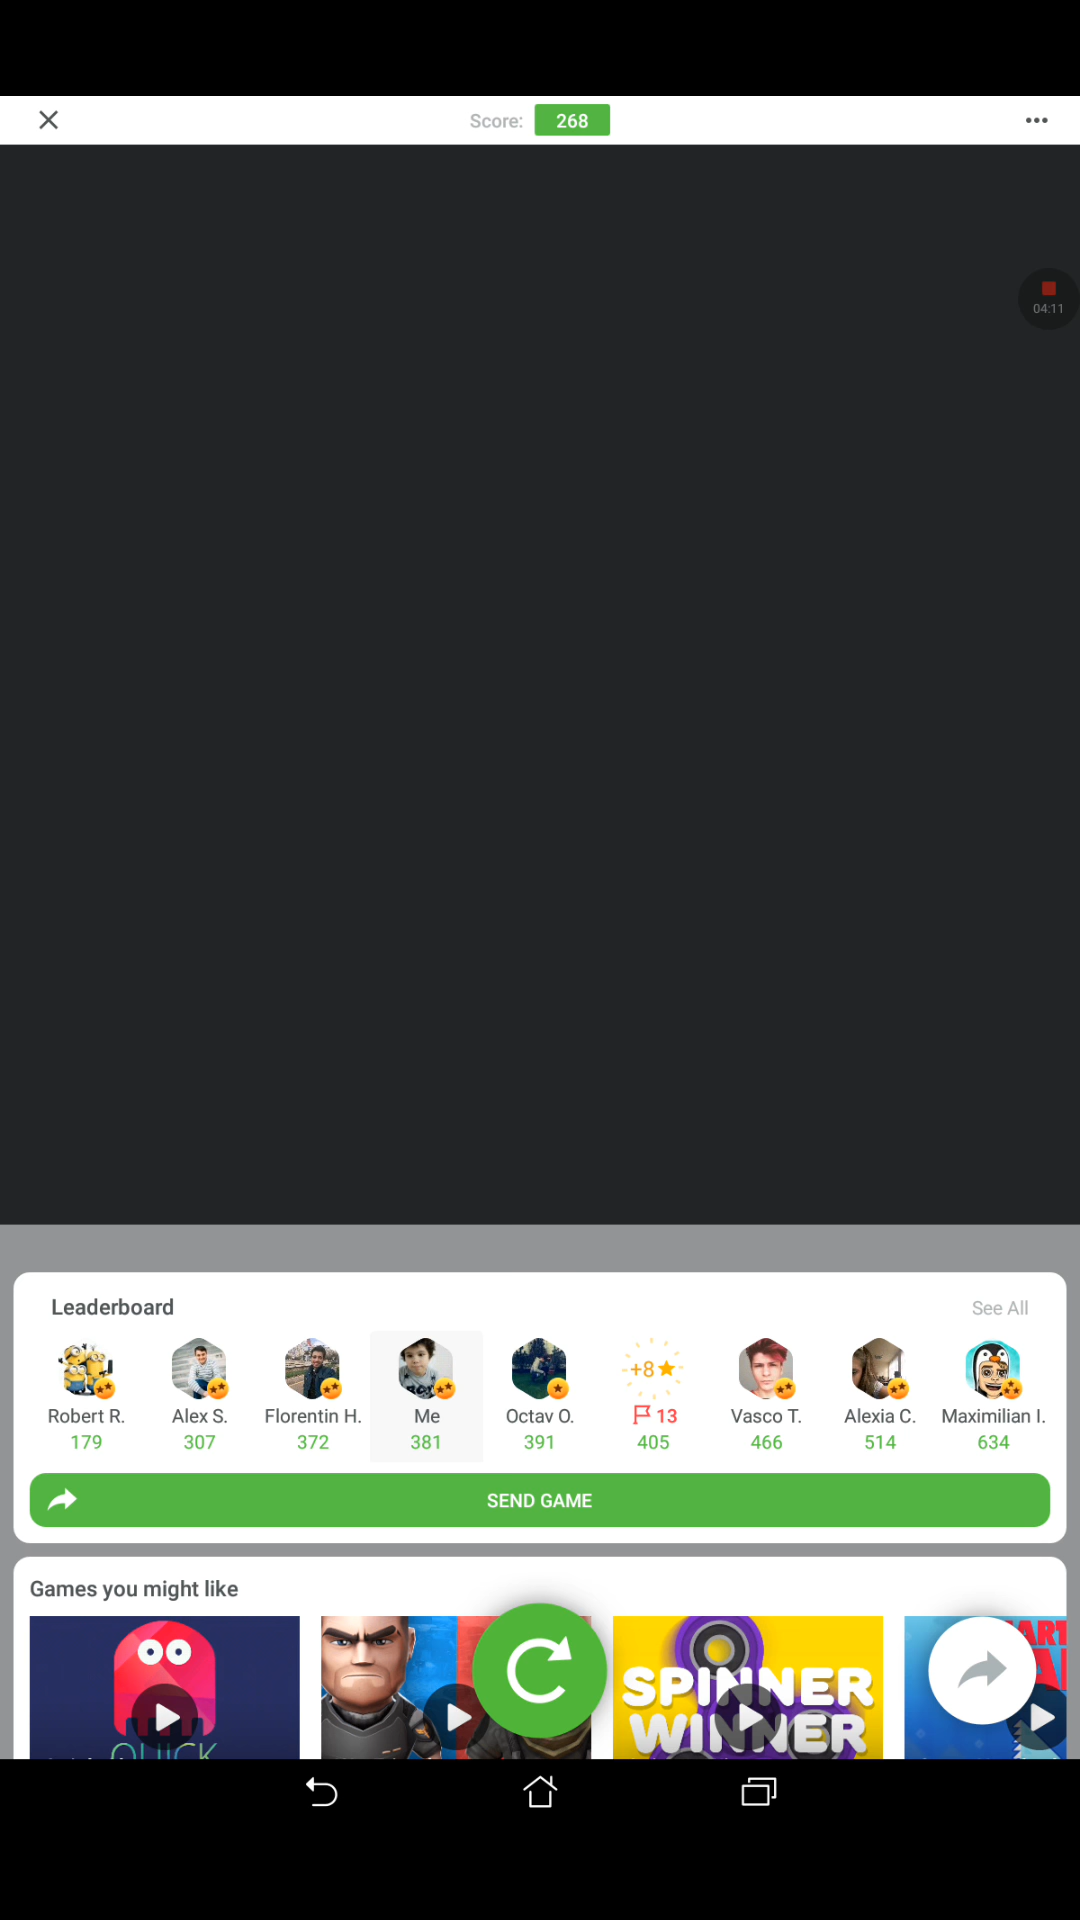 Score: 268
04:11
Leaderboard See All
+8
Robert R. Alex S. Florentin H. Me Octav O. 13 Vasco T. Alexia C. Maximilian I.
179 307 372 381 391 405 466 514 634
SEND GAME
Games you might like
SPINNER
WINNER
QUICK